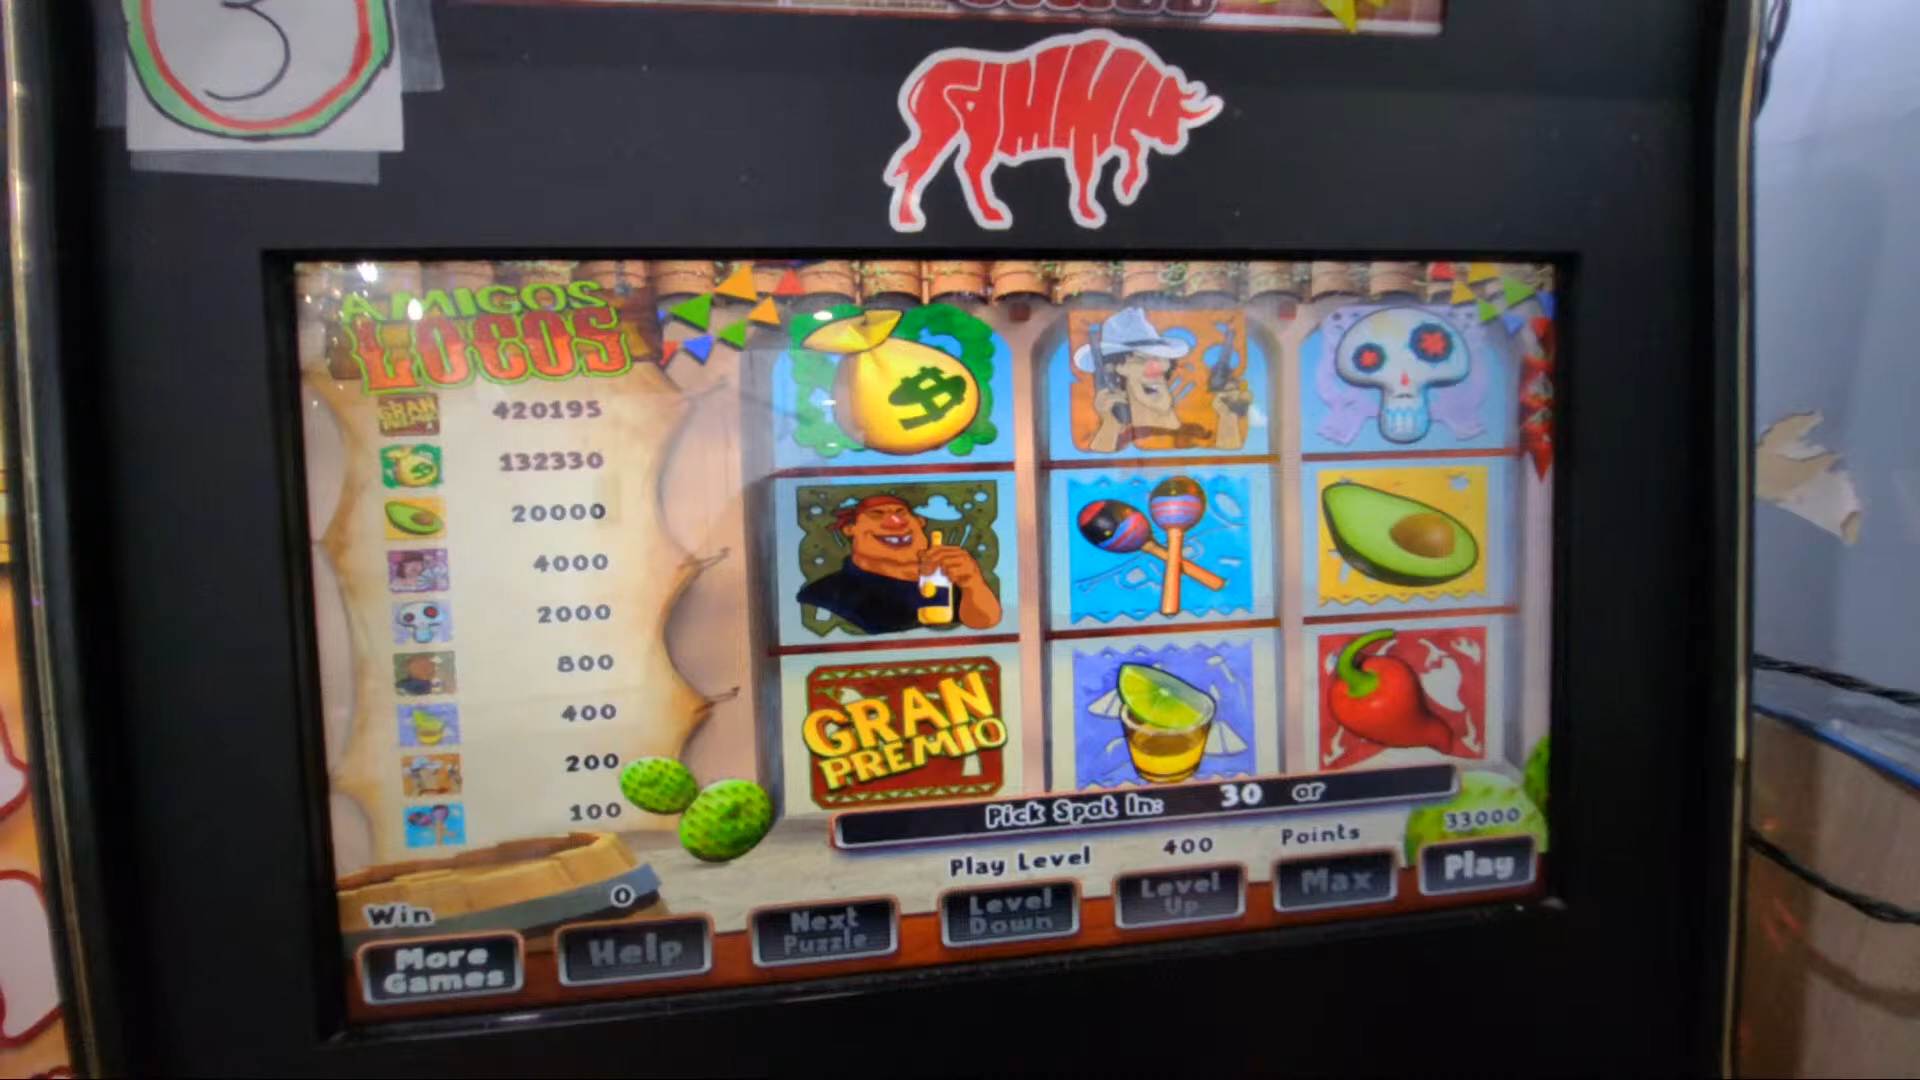 3
SAMMY
AMIGOS
LOCOS
GRAN
PREMIO
420195
132330
20000
4000
2000
800
400
200
100
$
GRAN
PREMIO
Pick Spot In: 30 or
Play Level 400 Points 33000
Win 0
More
Games
Help
Next
Puzzle
Level
Down
Level
Up
Max
Play